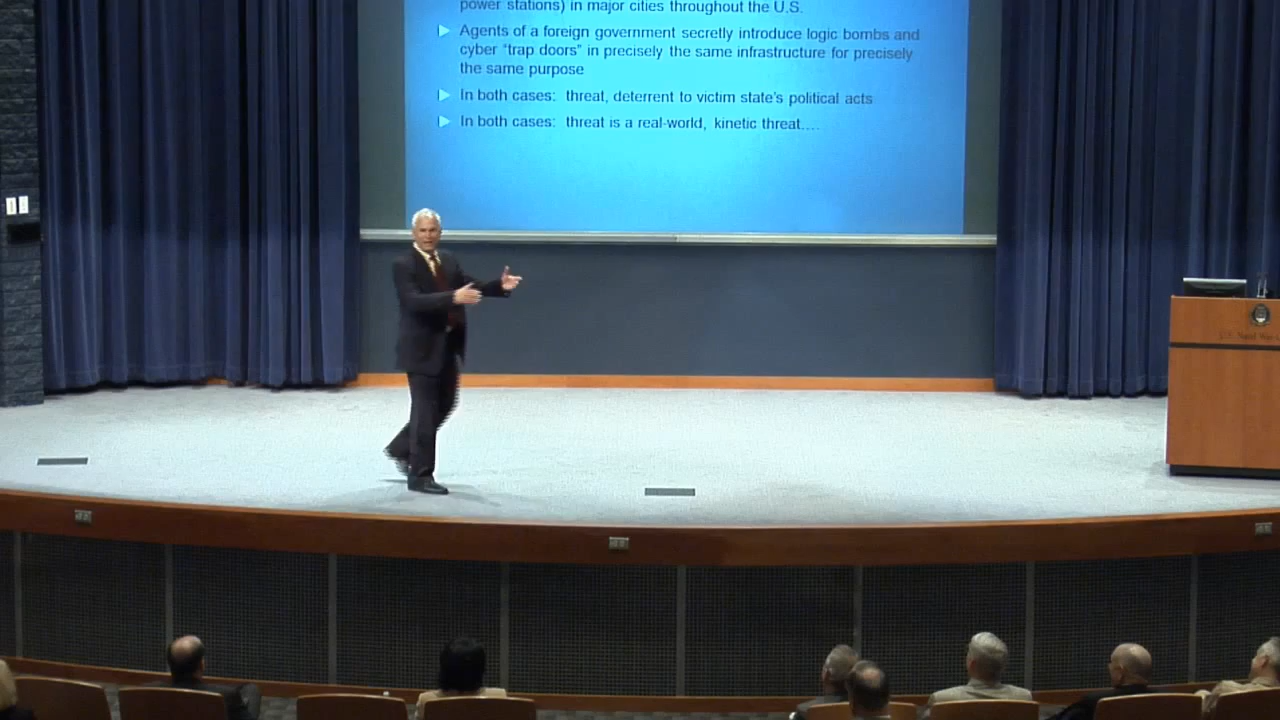 power stations) in major cities throughout the U.S.
Agents of a foreign government secretly introduce logic bombs and
cyber “trap doors” in precisely the same infrastructure for precisely
the same purpose
In both cases: threat, deterrent to victim state's political acts
In both cases: threat is a real-world, kinetic threat....
U.S. Naval